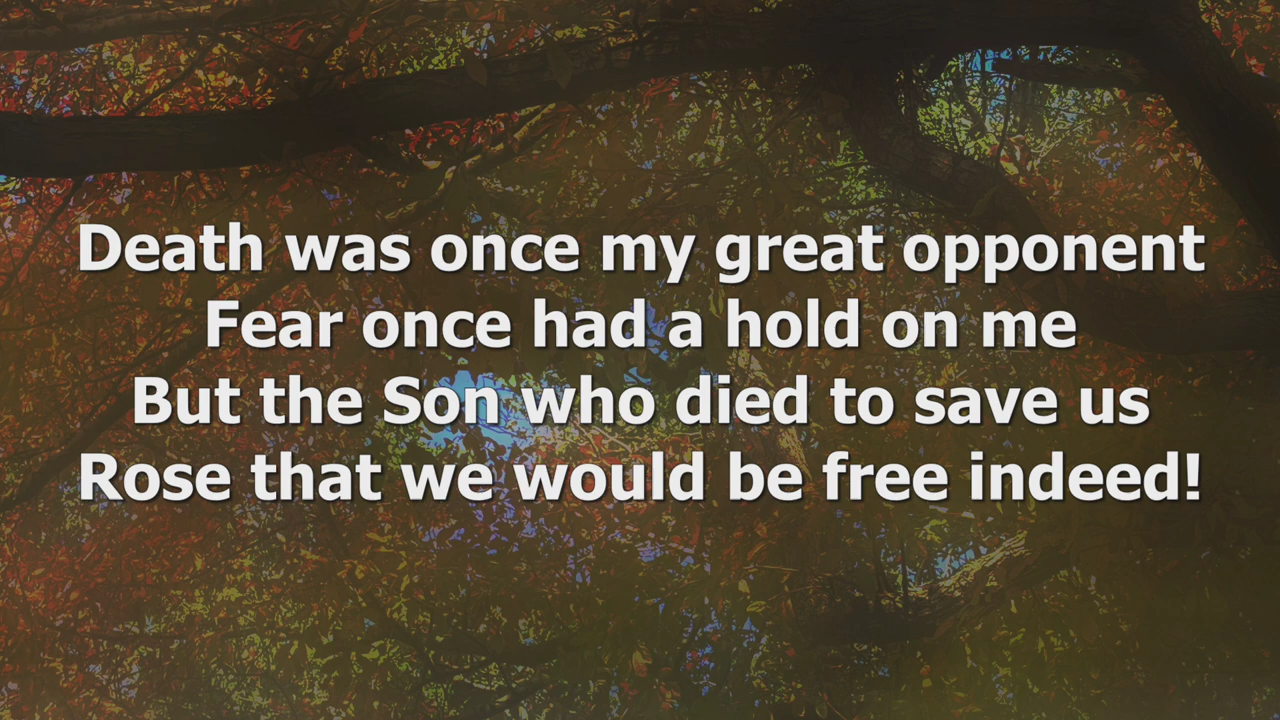 Death was once my great opponent
Fear once had a hold on me
But the Son who died to save us
Rose that we would be free indeed!